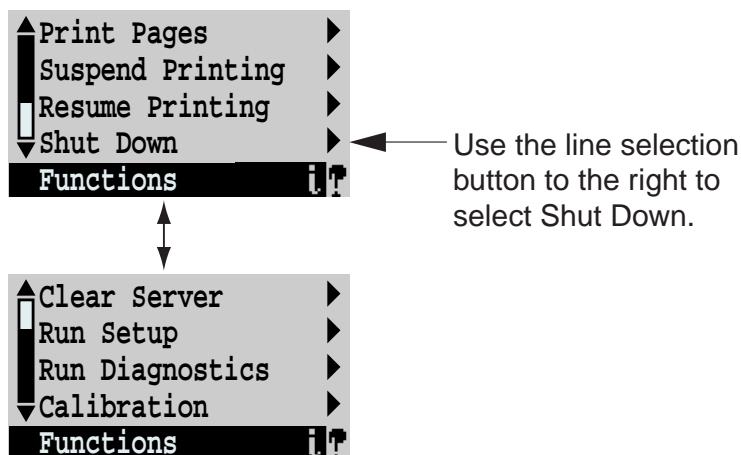 Print Pages
Suspend Printing
Resume Printing
Shut Down
Functions
Use the line selection
button to the right to
select Shut Down.
Clear Server
Run Setup
Run Diagnostics
Calibration
Functions